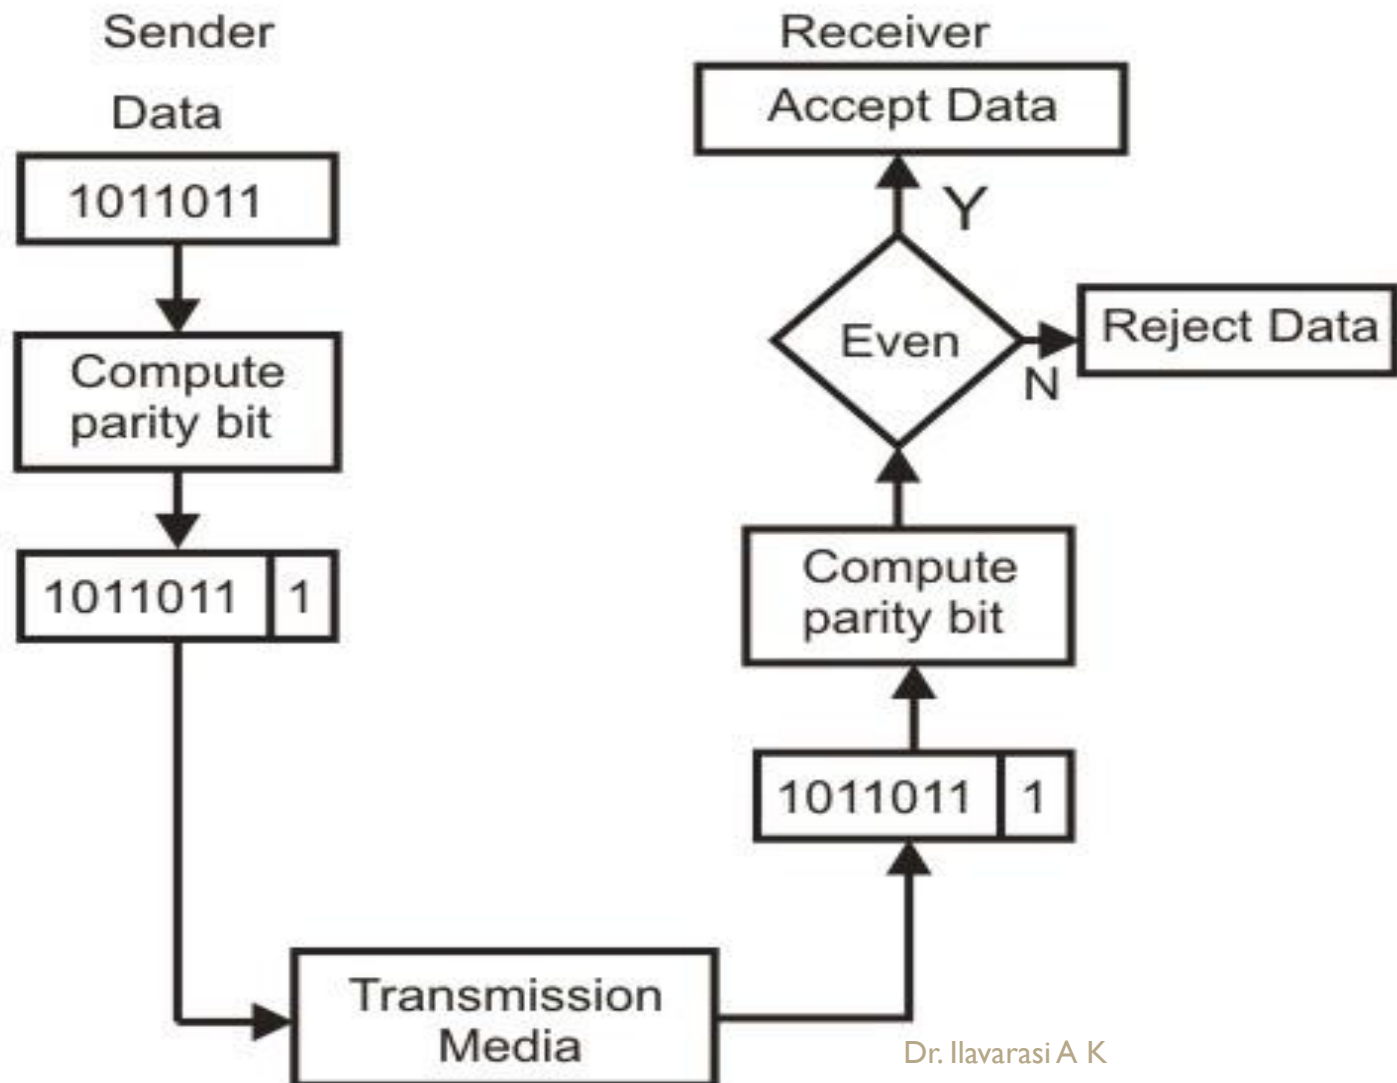 Sender
Data
1011011
Compute
parity bit
1011011 1
Transmission
Media
Receiver
Accept Data
Y
Even
N
Reject Data
Compute
parity bit
1011011 1
Dr. Ilavarasi A K